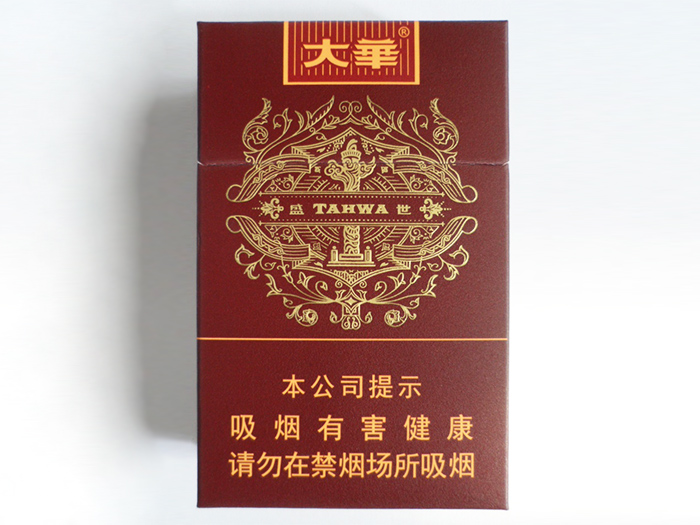 大華®
盛 TAHWA 世
本公司提示
吸烟有害健康
请勿在禁烟场所吸烟